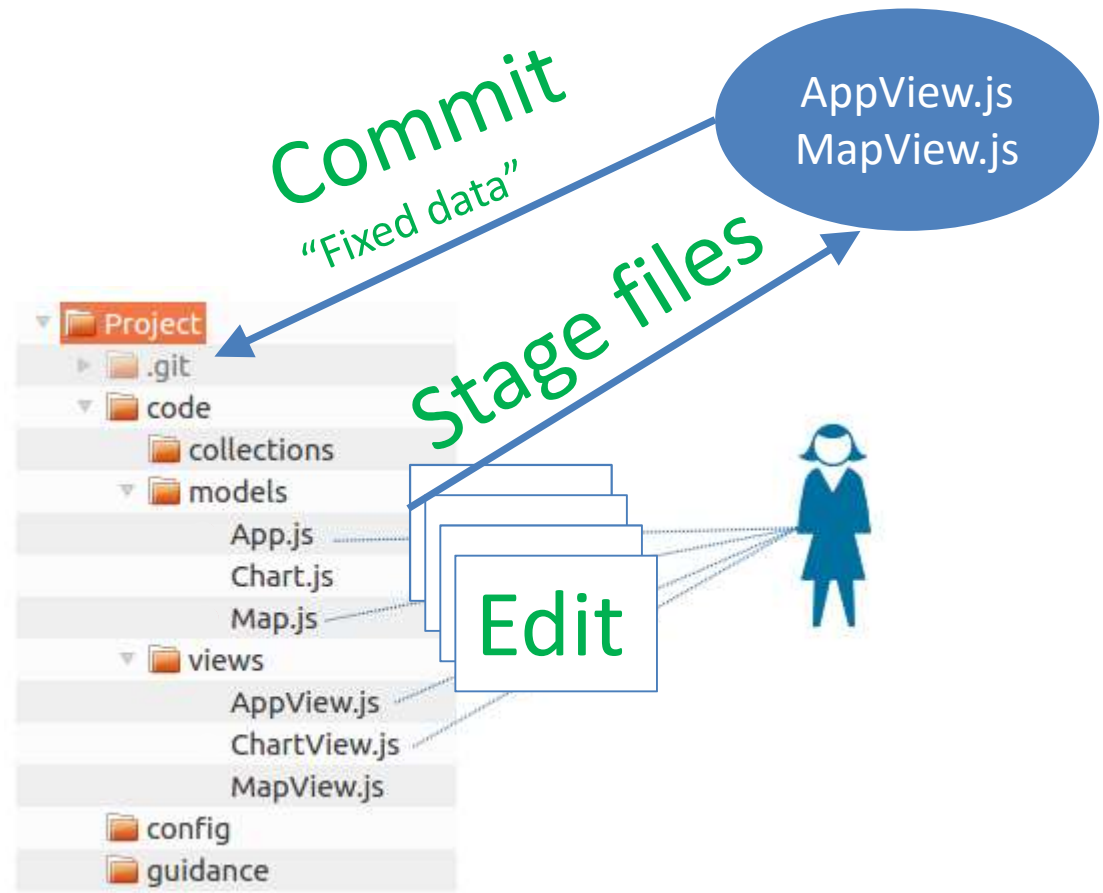 Commit
“Fixed data”
AppView.js
MapView.js
Stage files
Project
.git
code
collections
models
App.js
Chart.js
Map.js
views
AppView.js
ChartView.js
MapView.js
config
guidance
Edit